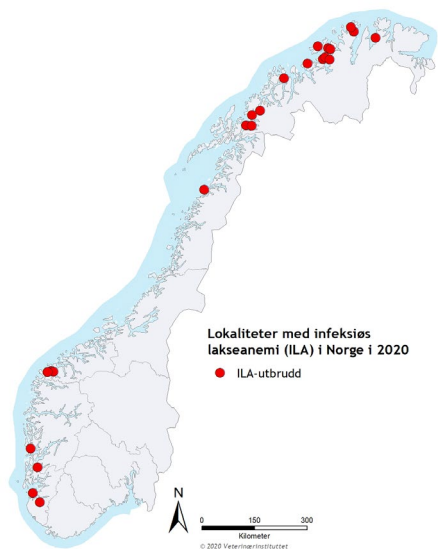 Lokaliteter med infeksiøs
lakseanemi (ILA) i Norge i 2020
ILA-utbrudd
N
0 150 300
Kilometer
© 2020 Veterinærinstituttet